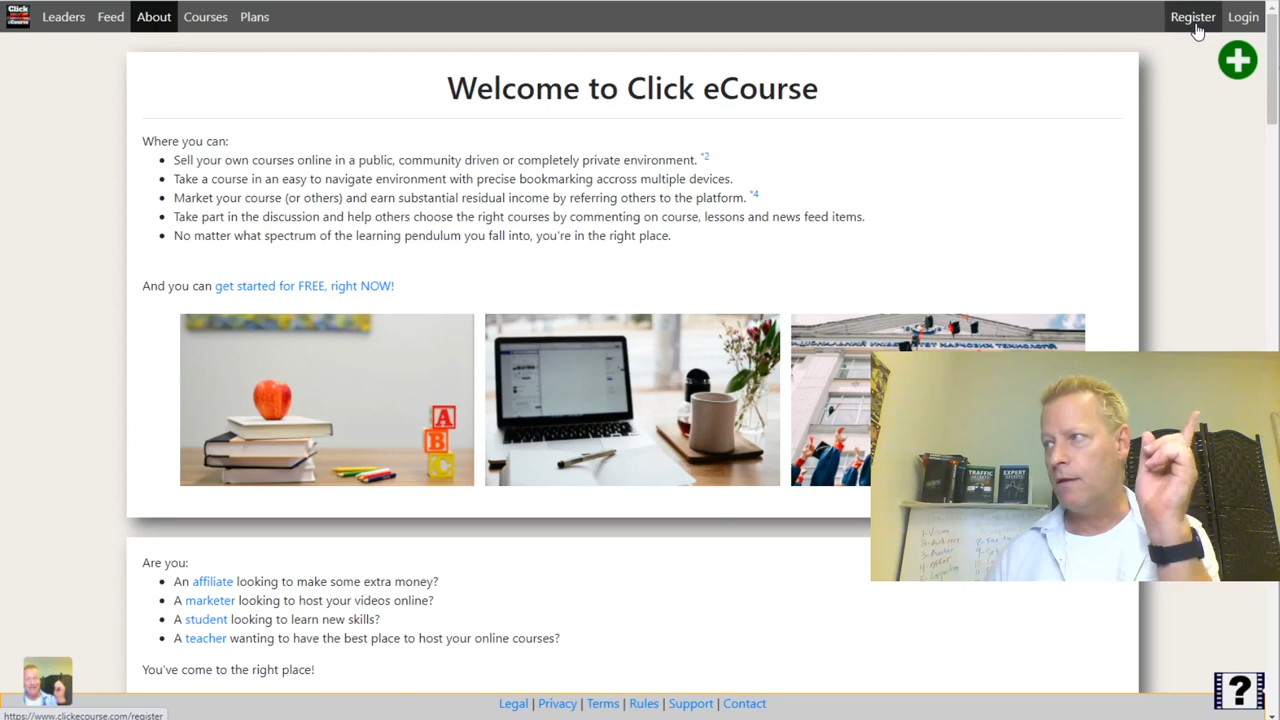 Click
eCourse
Leaders Feed About Courses Plans Register Login
Welcome to Click eCourse
Where you can:
Sell your own courses online in a public, community driven or completely private environment. *2
Take a course in an easy to navigate environment with precise bookmarking accross multiple devices.
Market your course (or others) and earn substantial residual income by referring others to the platform. *4
Take part in the discussion and help others choose the right courses by commenting on course, lessons and news feed items.
No matter what spectrum of the learning pendulum you fall into, you're in the right place.
And you can get started for FREE, right NOW!
A
B
C
TRAFFIC
SECRETS
EXPERT
SECRETS
Are you:
An affiliate looking to make some extra money?
A marketer looking to host your videos online?
A student looking to learn new skills?
A teacher wanting to have the best place to host your online courses?
You've come to the right place!
?
Legal | Privacy | Terms | Rules | Support | Contact
https://www.clickecourse.com/register